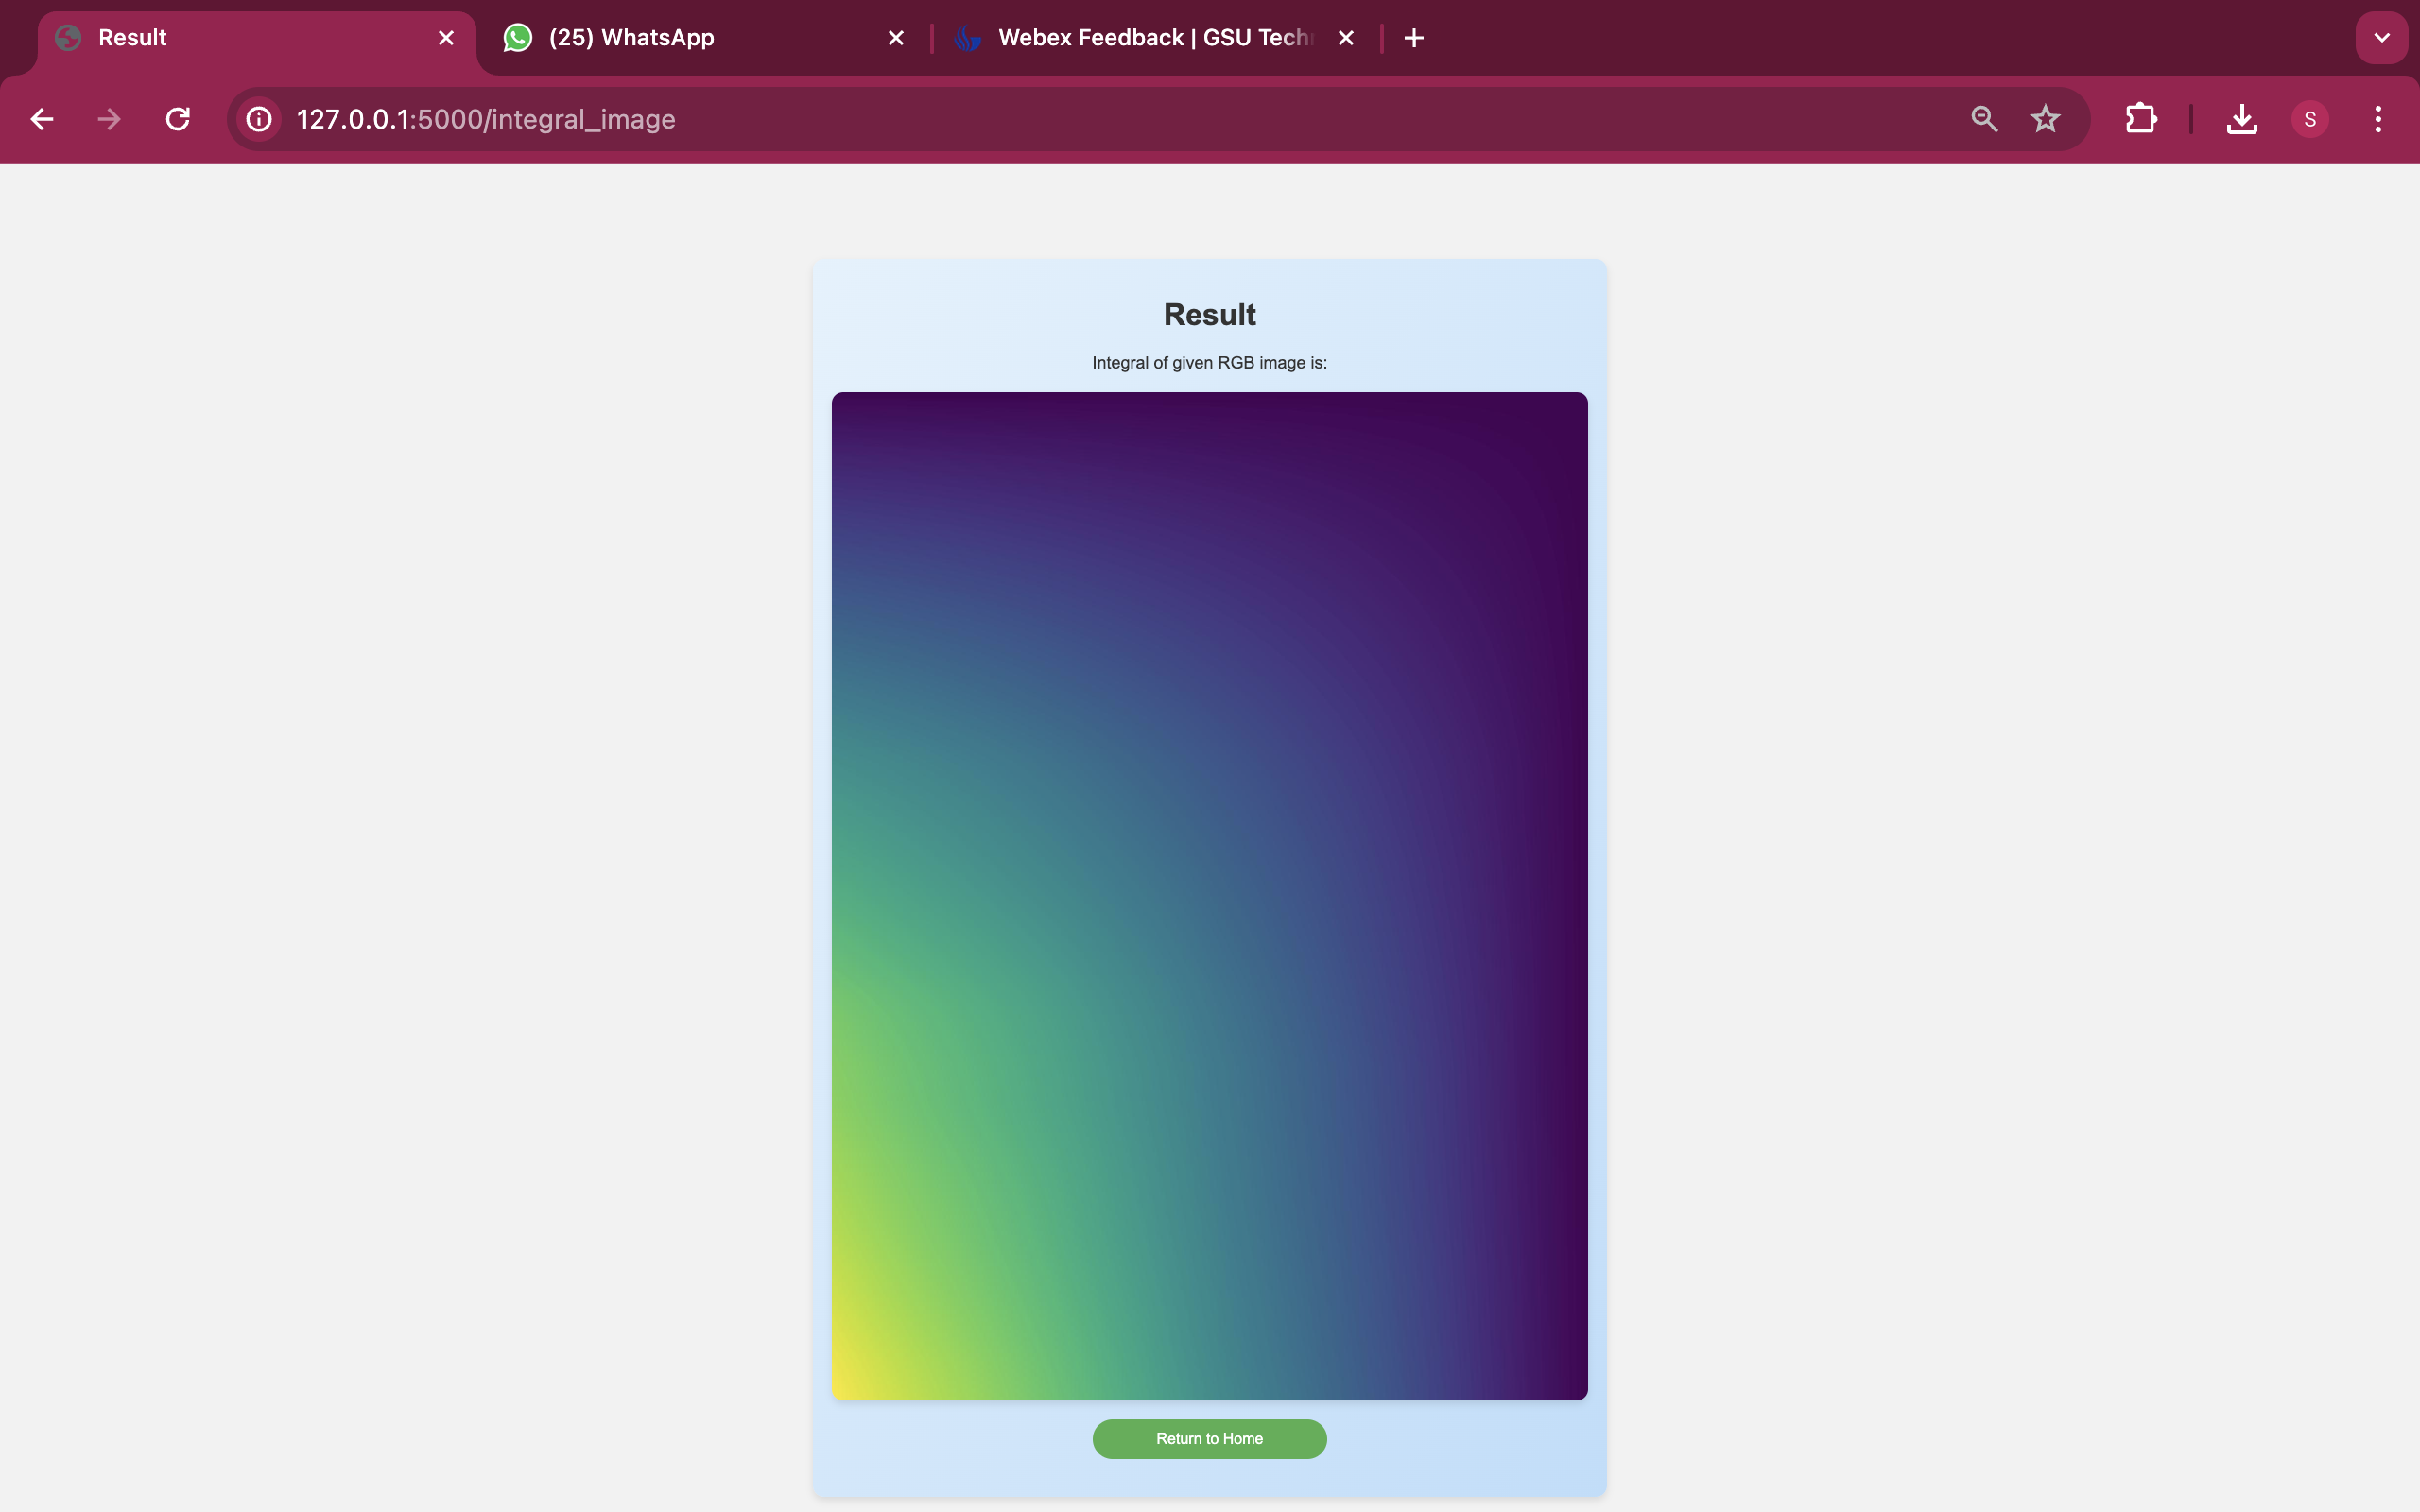 Result
(25) WhatsApp
Webex Feedback | GSU Tech
127.0.0.1:5000/integral_image
S
Result
Integral of given RGB image is:
Return to Home